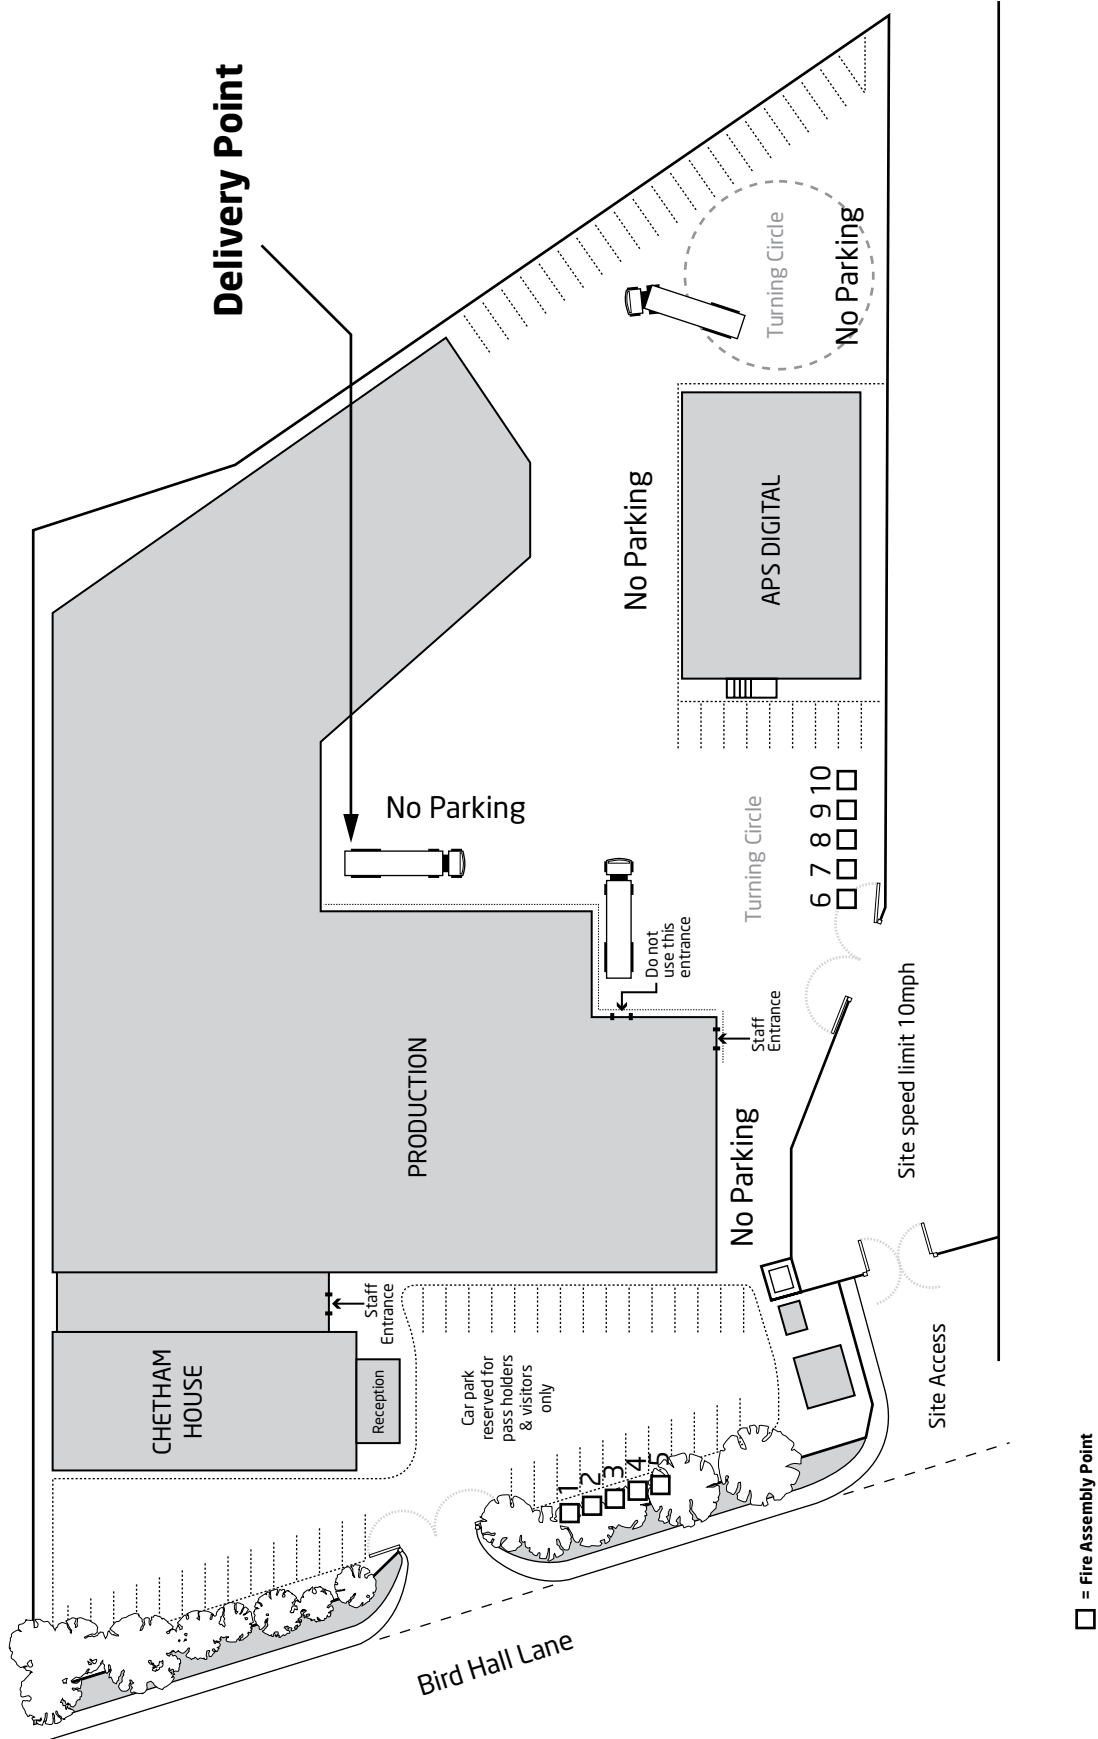 Delivery Point
Turning Circle
No Parking
No Parking
APS DIGITAL
No Parking
6 7 8 9 10
Turning Circle
Do not
use this
entrance
Staff
Entrance
PRODUCTION
No Parking
Site speed limit 10mph
CHETHAM
HOUSE
Reception
Staff
Entrance
Car park
reserved for
pass holders
& visitors
only
1
2
3
4
5
Site Access
Bird Hall Lane
= Fire Assembly Point